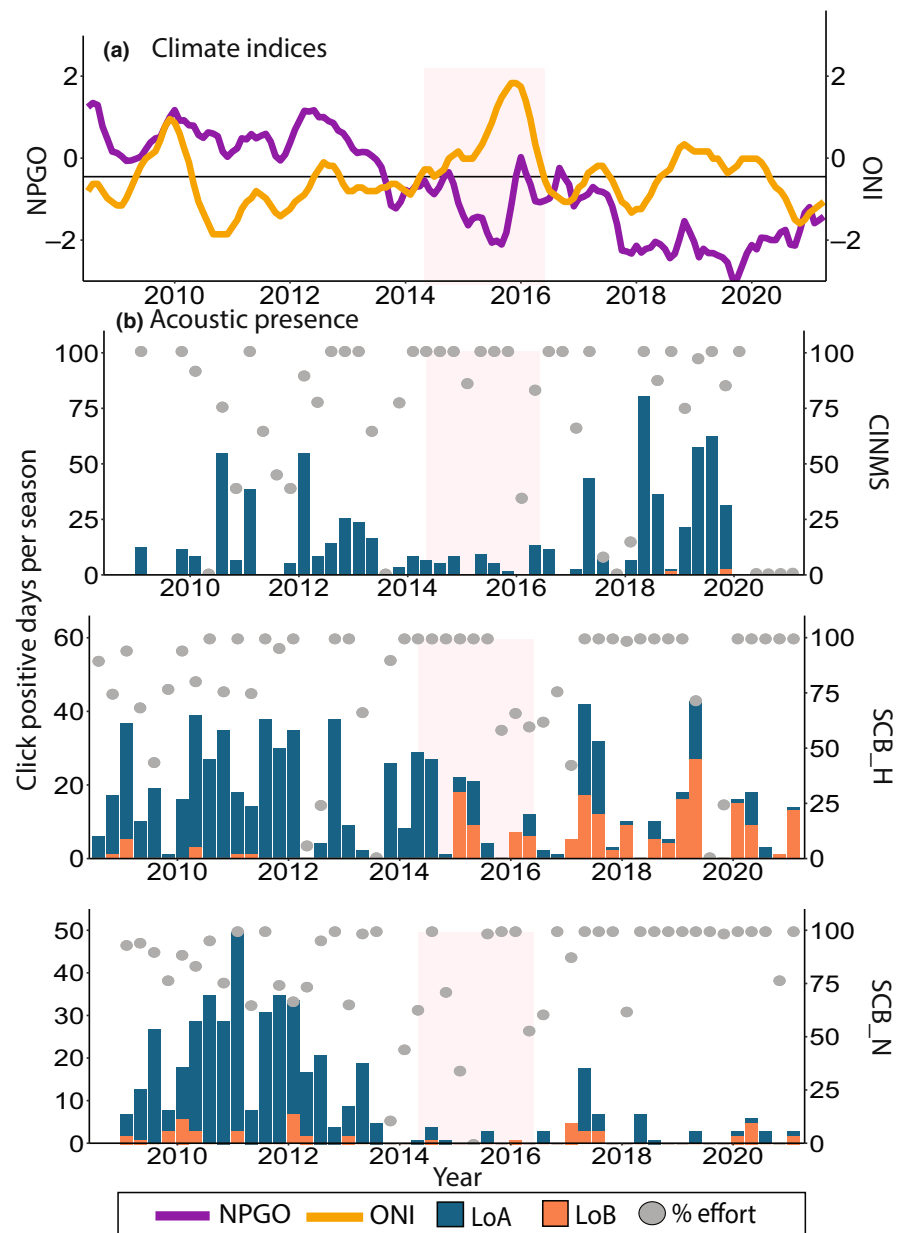 (a) Climate indices
2
0
−2
NPGO
2
0
−2
ONI
2010 2012 2014 2016 2018 2020
(b) Acoustic presence
Click positive days per season
100
75
50
25
0
100
75
50
25
0
CINMS
2010 2012 2014 2016 2018 2020
60
40
20
0
100
75
50
25
0
SCB_H
2010 2012 2014 2016 2018 2020
50
40
30
20
10
0
100
75
50
25
0
SCB_N
2010 2012 2014 2016 2018 2020
Year
NPGO ONI LoA LoB % effort